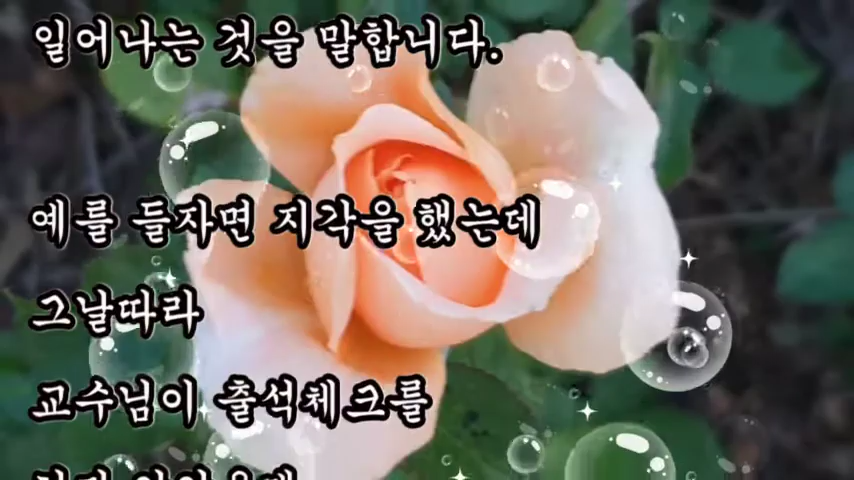 일어나는 것을 말합니다.
예를 들자면 지각을 했는데
그날따라
교수님이 출석체크를